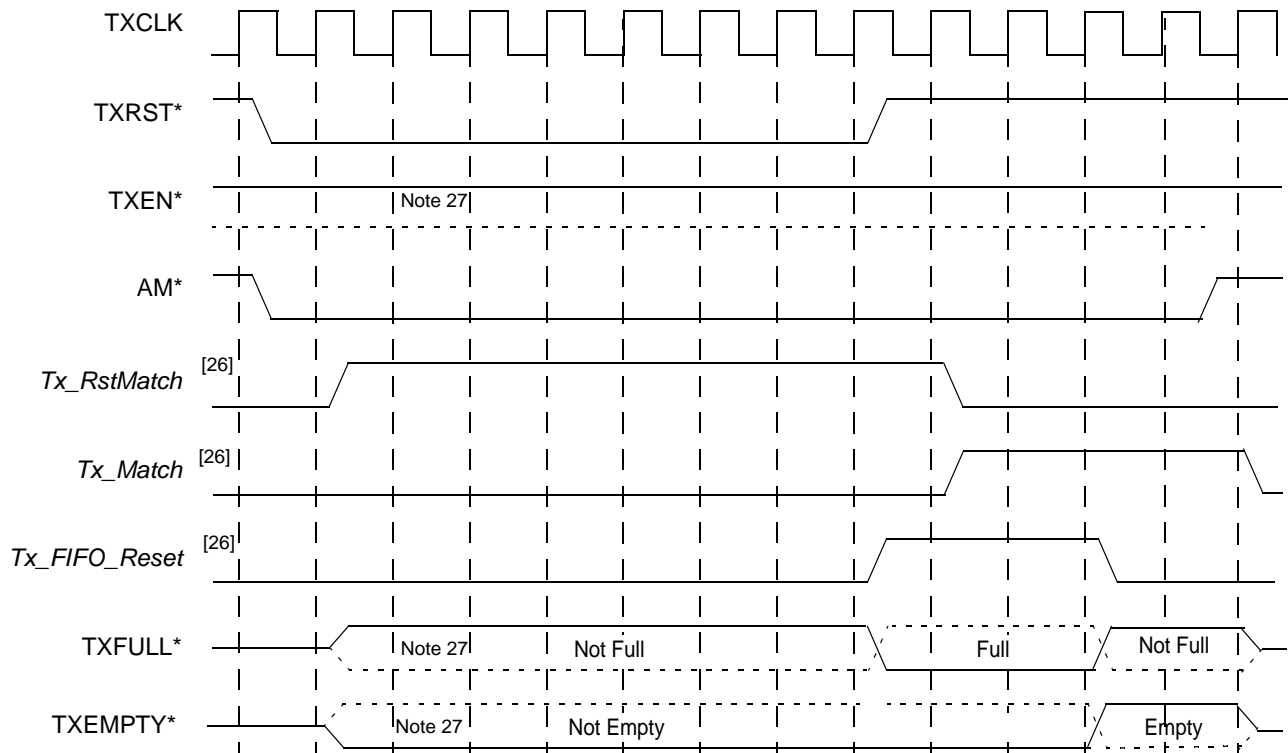 TXCLK
TXRST*
TXEN*
Note 27
AM*
Tx_RstMatch [26]
Tx_Match [26]
Tx_FIFO_Reset [26]
TXFULL* Note 27 Not Full Full Not Full
TXEMPTY* Note 27 Not Empty Empty